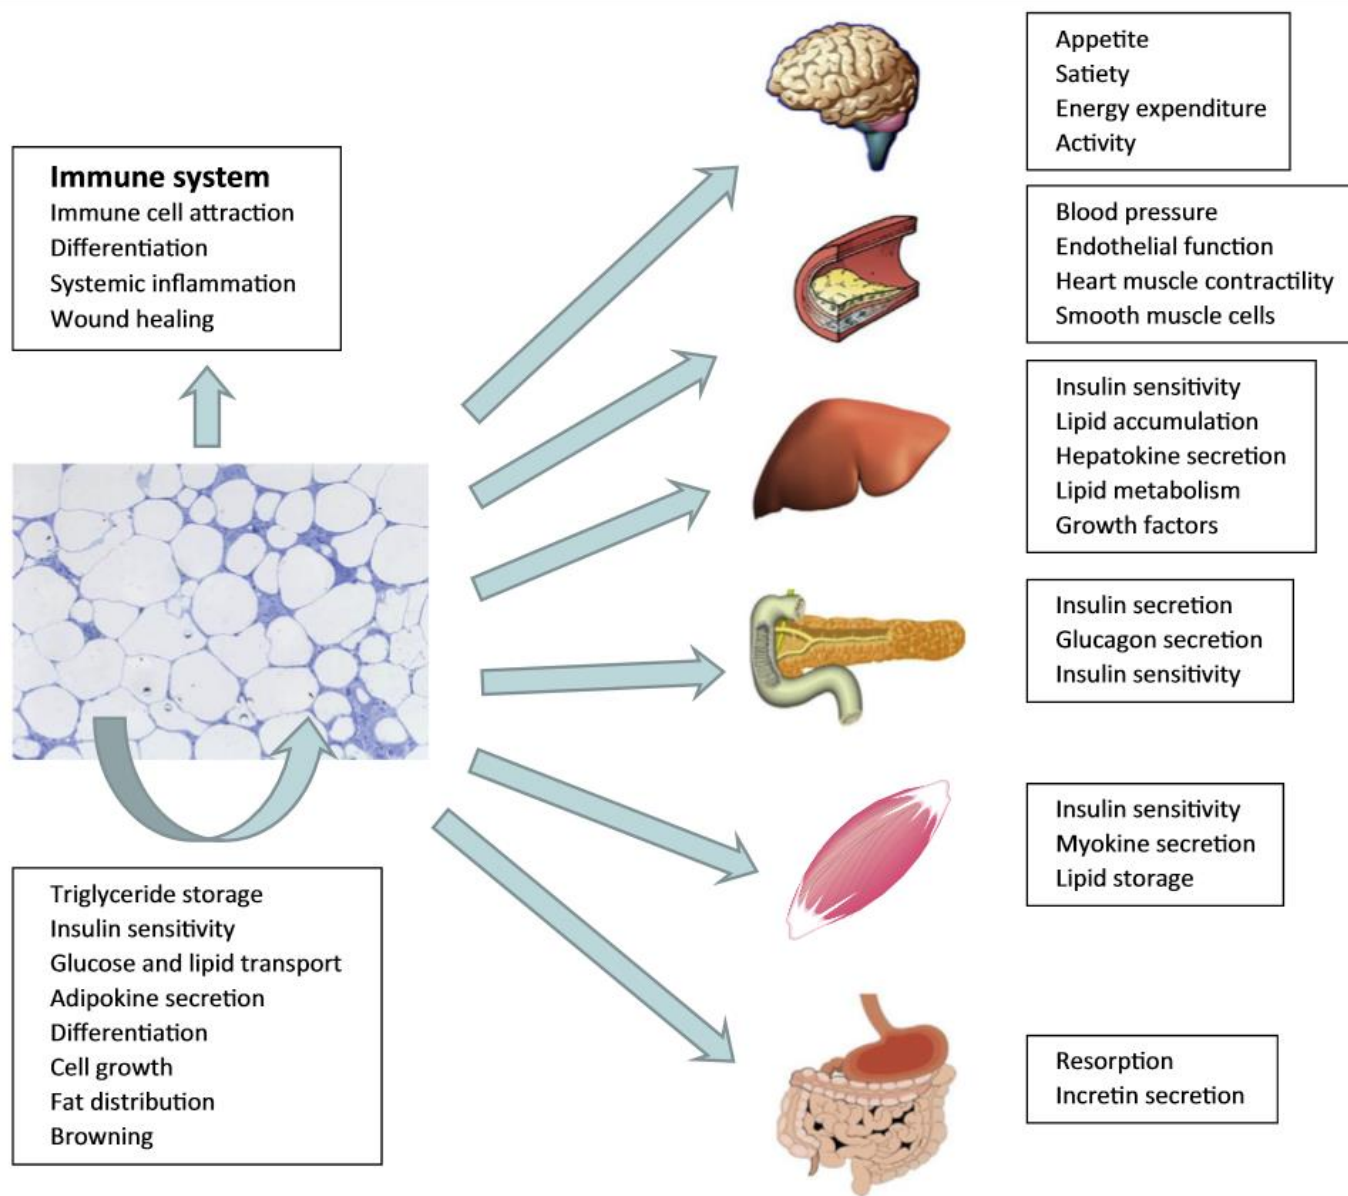 Immune system
Immune cell attraction
Differentiation
Systemic inflammation
Wound healing
Triglyceride storage
Insulin sensitivity
Glucose and lipid transport
Adipokine secretion
Differentiation
Cell growth
Fat distribution
Browning
Appetite
Satiety
Energy expenditure
Activity
Blood pressure
Endothelial function
Heart muscle contractility
Smooth muscle cells
Insulin sensitivity
Lipid accumulation
Hepatokine secretion
Lipid metabolism
Growth factors
Insulin secretion
Glucagon secretion
Insulin sensitivity
Insulin sensitivity
Myokine secretion
Lipid storage
Resorption
Incretin secretion